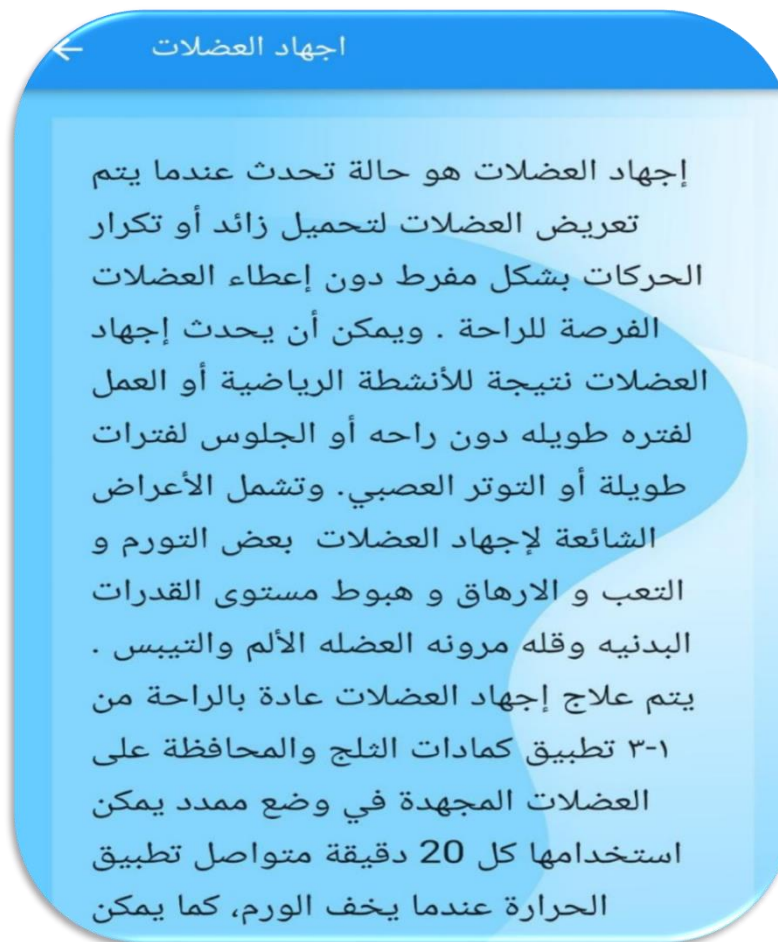 اجهاد العضلات
إجهاد العضلات هو حالة تحدث عندما يتم
تعريض العضلات لتحميل زائد أو تكرار
الحركات بشكل مفرط دون إعطاء العضلات
الفرصة للراحة . ويمكن أن يحدث إجهاد
العضلات نتيجة للأنشطة الرياضية أو العمل
لفتره طويله دون راحه أو الجلوس لفترات
طويلة أو التوتر العصبي. وتشمل الأعراض
الشائعة لإجهاد العضلات بعض التورم و
التعب و الارهاق و هبوط مستوى القدرات
البدنيه وقله مرونه العضله الألم والتيبس .
يتم علاج إجهاد العضلات عادة بالراحة من
١-٣ تطبيق كمادات الثلج والمحافظة على
العضلات المجهدة في وضع ممدد يمكن
استخدامها كل 20 دقيقة متواصل تطبيق
الحرارة عندما يخف الورم، كما يمكن